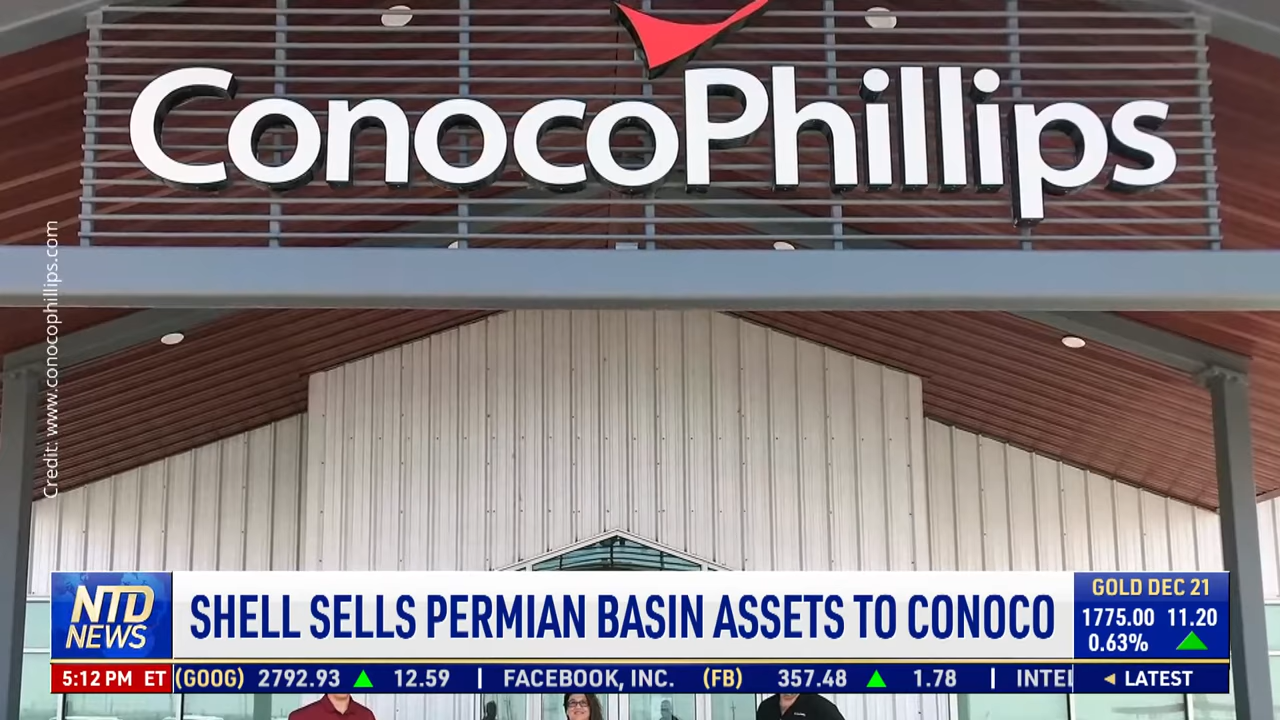 ConocoPhillips
Credit: www.conocophillips.com
NTD
NEWS
SHELL SELLS PERMIAN BASIN ASSETS TO CONOCO
GOLD DEC 21
1775.00 11.20
0.63%
5:12 PM ET
(GOOG) 2792.93 ▲ 12.59 | FACEBOOK, INC. (FB) 357.48 ▲ 1.78 | INTEL
◄ LATEST